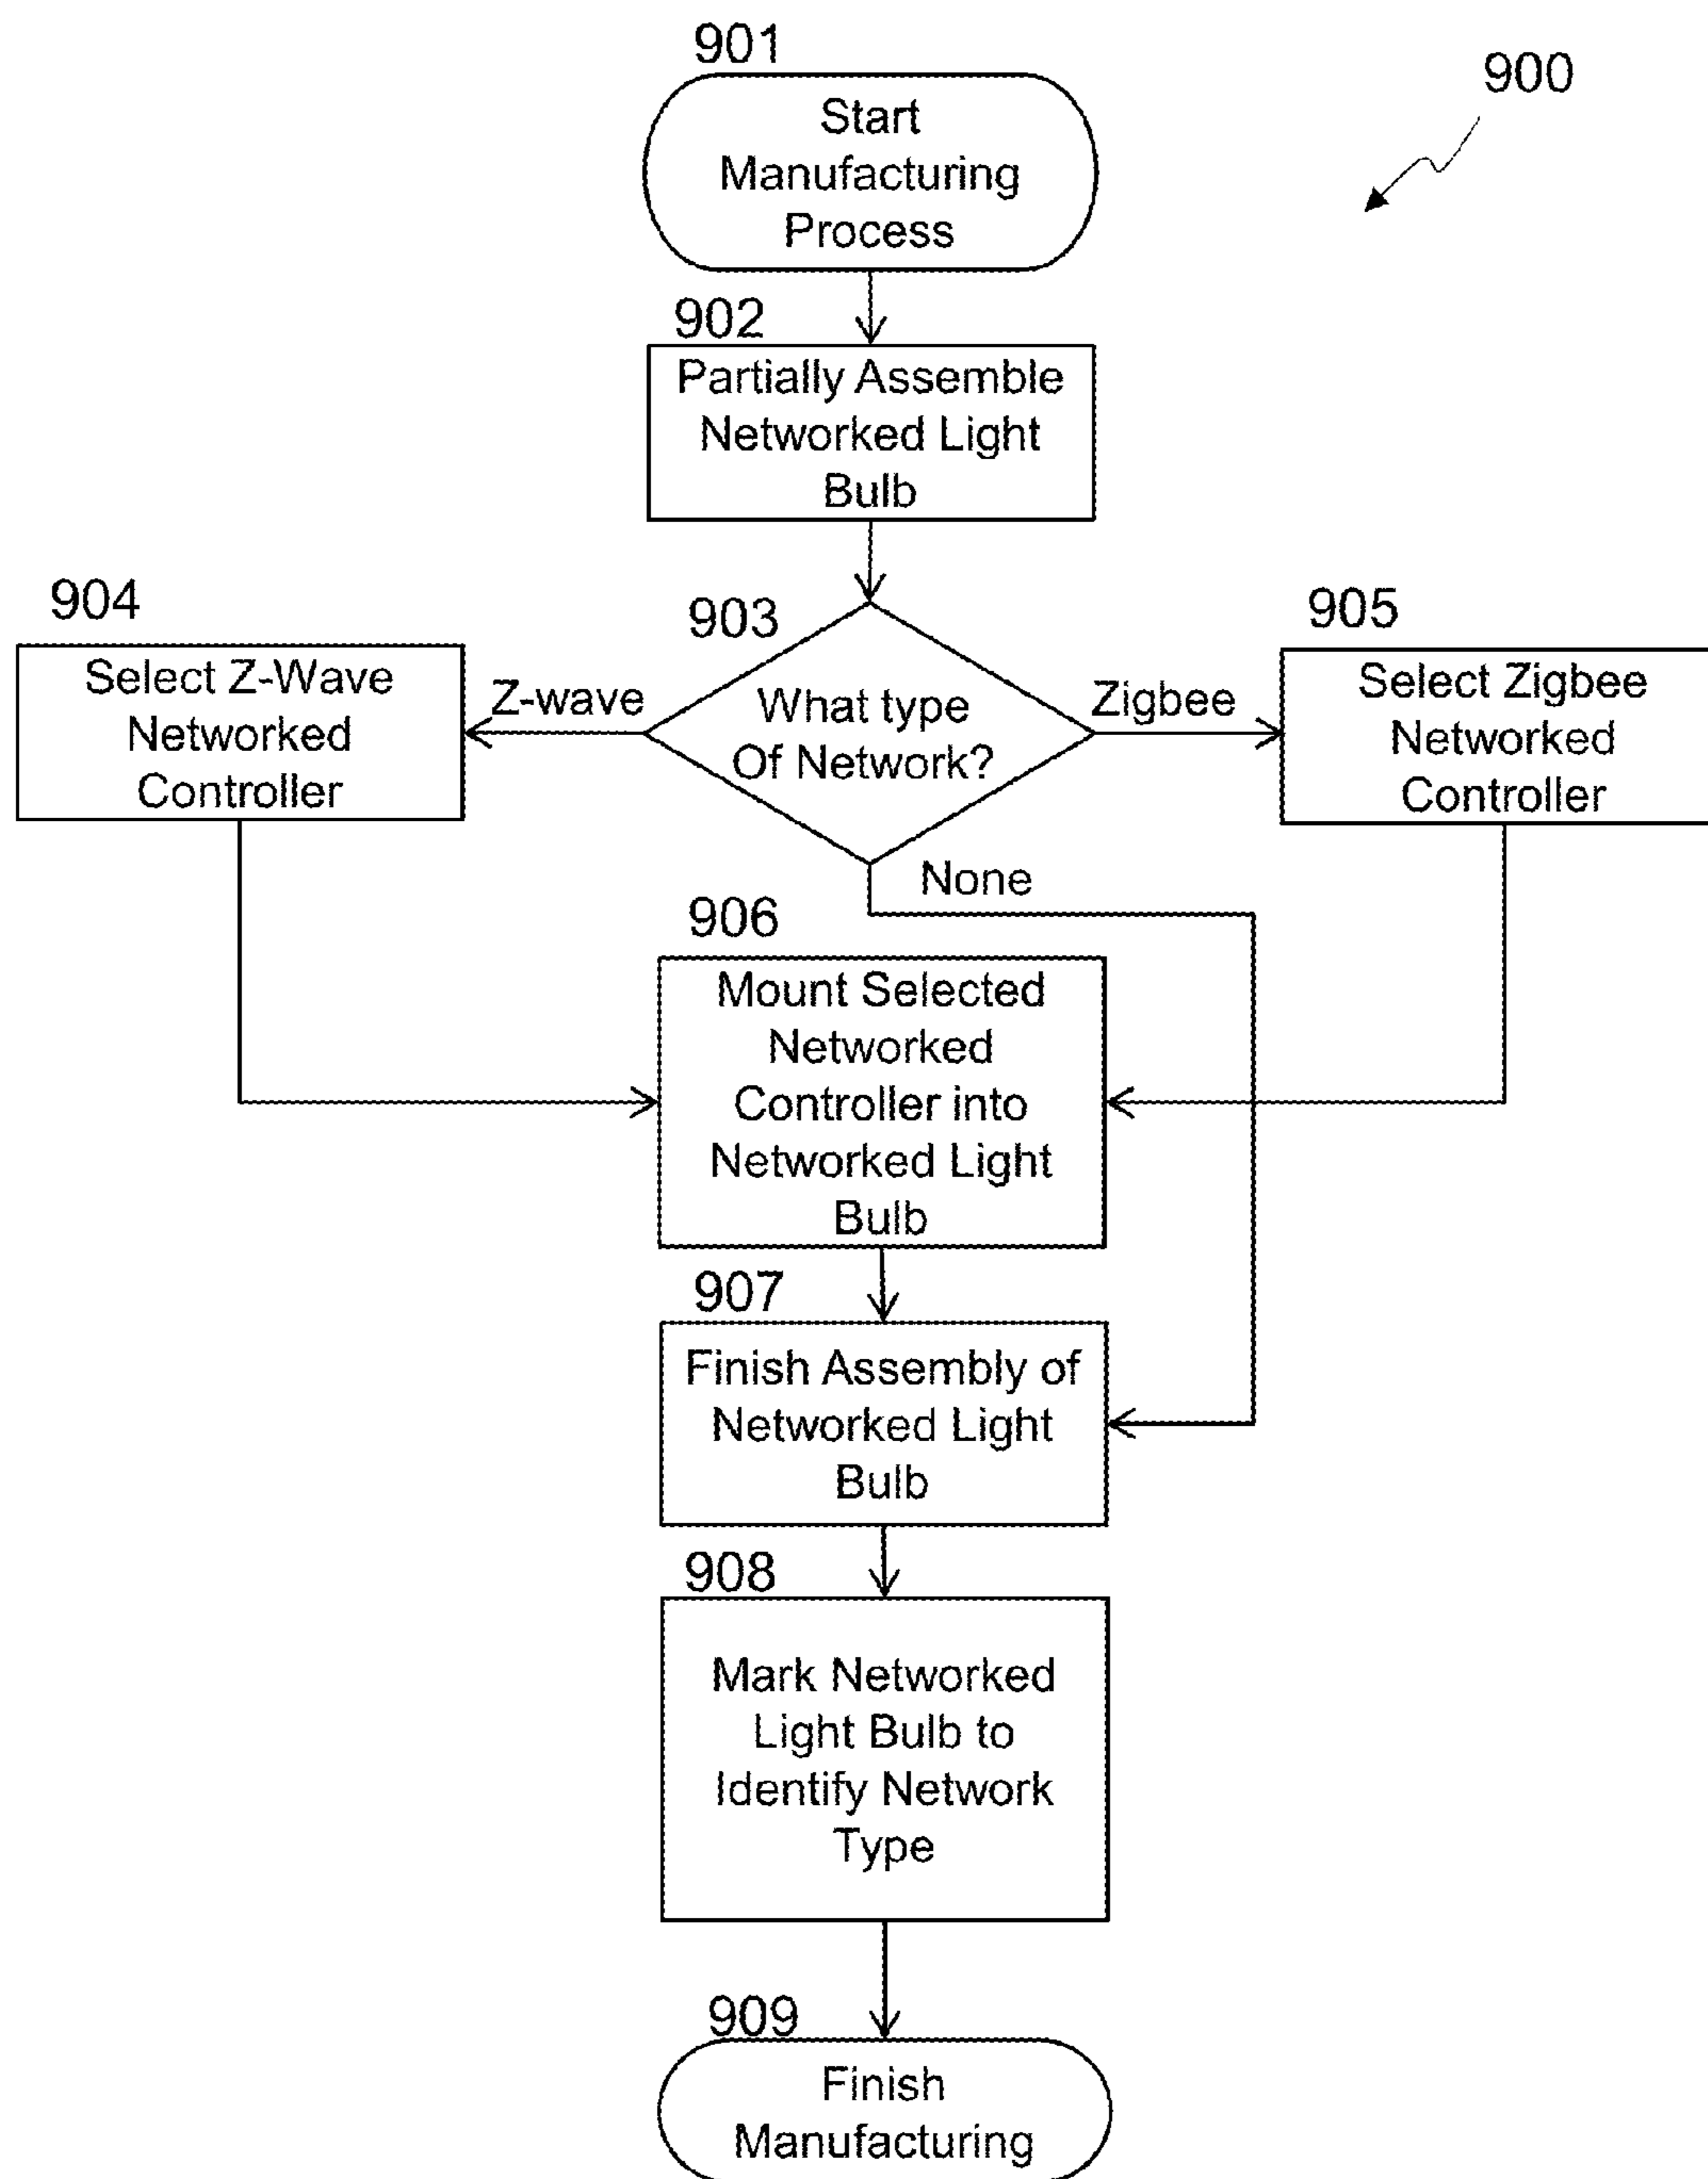 901
900
Start
Manufacturing
Process
902
Partially Assemble
Networked Light
Bulb
903
What type
Of Network?
Z-wave
Zigbee
None
904
Select Z-Wave
Networked
Controller
905
Select Zigbee
Networked
Controller
906
Mount Selected
Networked
Controller into
Networked Light
Bulb
907
Finish Assembly of
Networked Light
Bulb
908
Mark Networked
Light Bulb to
Identify Network
Type
909
Finish
Manufacturing